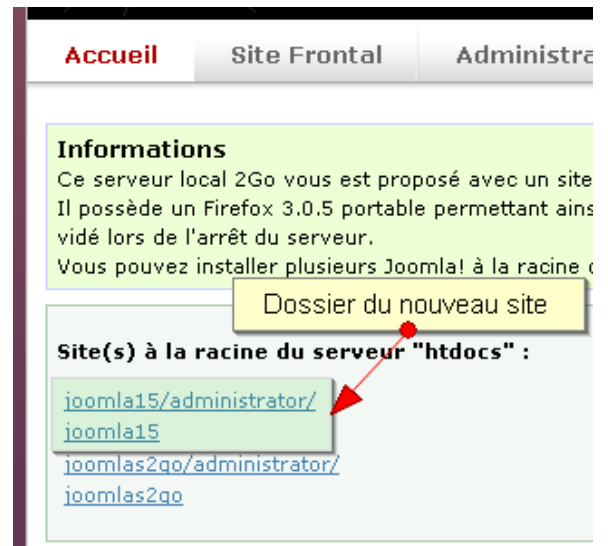 Accueil Site Frontal Administra
Informations
Ce serveur local 2Go vous est proposé avec un site
Il possède un Firefox 3.0.5 portable permettant ains
vidé lors de l'arrêt du serveur.
Vous pouvez installer plusieurs Joomla! à la racine
Dossier du nouveau site
Site(s) à la racine du serveur "htdocs" :
joomla15/administrator/
joomla15
joomlas2go/administrator/
joomlas2go